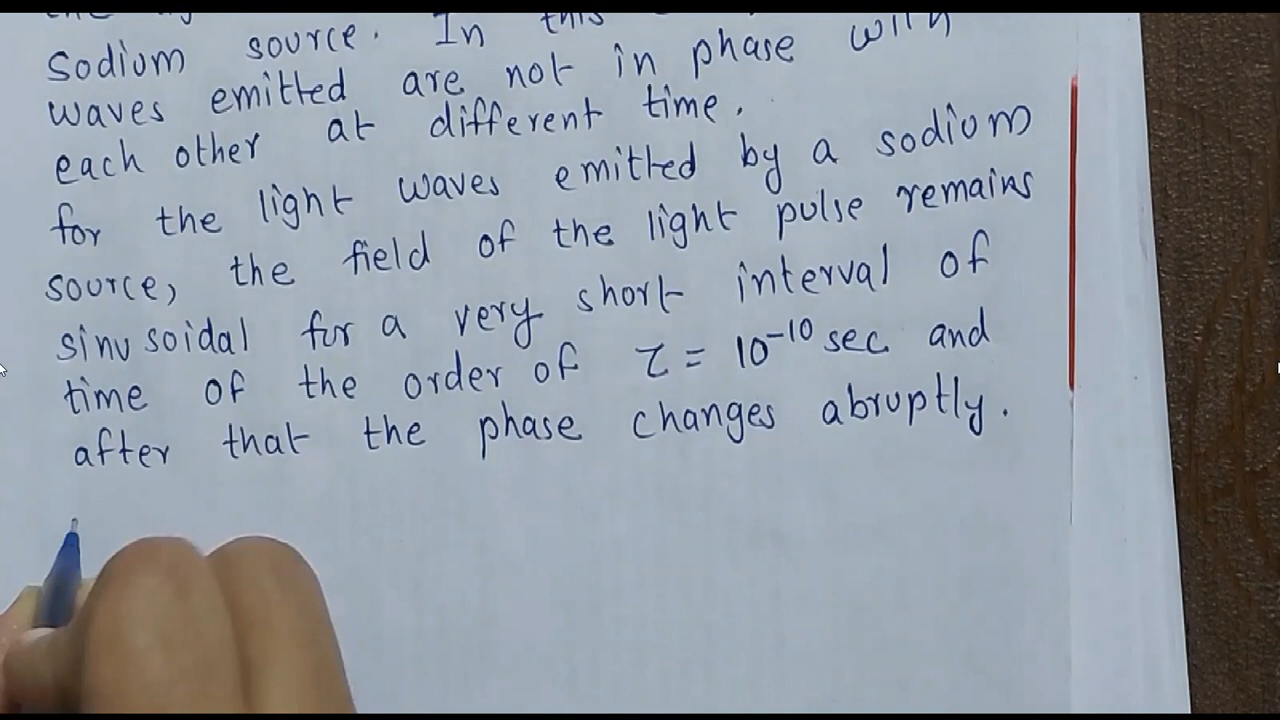 Sodium source. In this
waves emitted are not in phase with
each other at different time.
for the light waves emitted by a sodium
source, the field of the light pulse remains
sinusoidal for a very short interval of
time of the order of τ = 10⁻¹⁰ sec and
after that the phase changes abruptly.